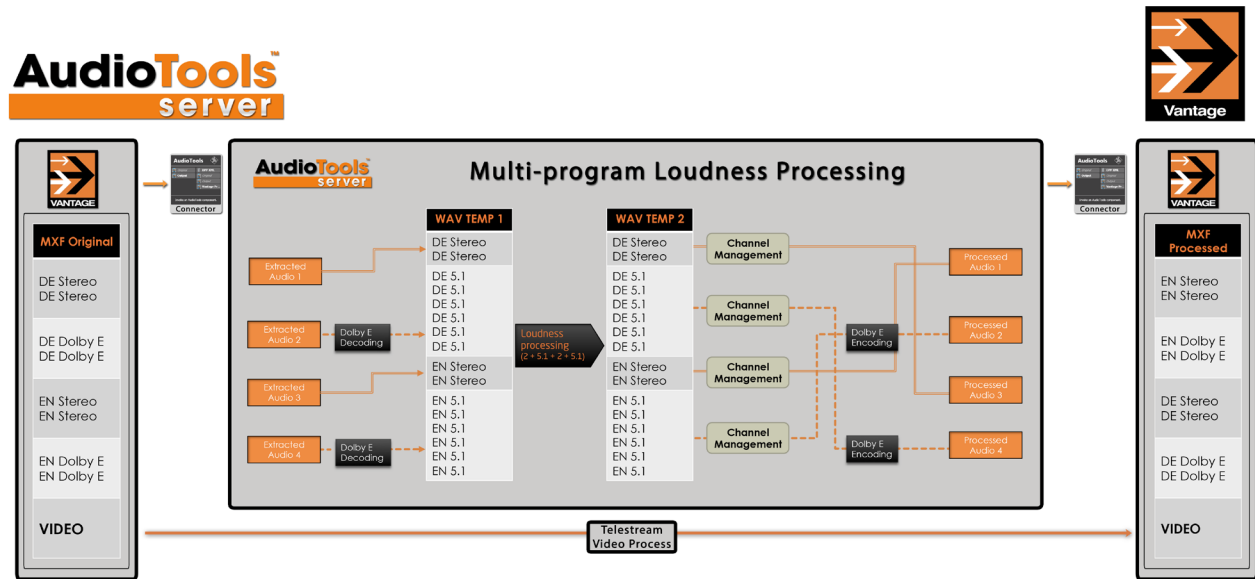 AudioTools™
server
Vantage
VANTAGE
MXF Original
DE Stereo
DE Stereo
DE Dolby E
DE Dolby E
EN Stereo
EN Stereo
EN Dolby E
EN Dolby E
VIDEO
AudioTools
Connector
AudioTools
server
Multi-program Loudness Processing
Extracted
Audio 1
Extracted
Audio 2
Extracted
Audio 3
Extracted
Audio 4
Dolby E
Decoding
Dolby E
Decoding
WAV TEMP 1
DE Stereo
DE Stereo
DE 5.1
DE 5.1
DE 5.1
DE 5.1
DE 5.1
DE 5.1
EN Stereo
EN Stereo
EN 5.1
EN 5.1
EN 5.1
EN 5.1
EN 5.1
EN 5.1
Loudness
processing
(2 + 5.1 + 2 + 5.1)
WAV TEMP 2
DE Stereo
DE Stereo
DE 5.1
DE 5.1
DE 5.1
DE 5.1
DE 5.1
DE 5.1
EN Stereo
EN Stereo
EN 5.1
EN 5.1
EN 5.1
EN 5.1
EN 5.1
EN 5.1
Channel
Management
Channel
Management
Channel
Management
Channel
Management
Dolby E
Encoding
Dolby E
Encoding
Processed
Audio 1
Processed
Audio 2
Processed
Audio 3
Processed
Audio 4
Telestream
Video Process
AudioTools
Connector
VANTAGE
MXF
Processed
EN Stereo
EN Stereo
EN Dolby E
EN Dolby E
DE Stereo
DE Stereo
DE Dolby E
DE Dolby E
VIDEO